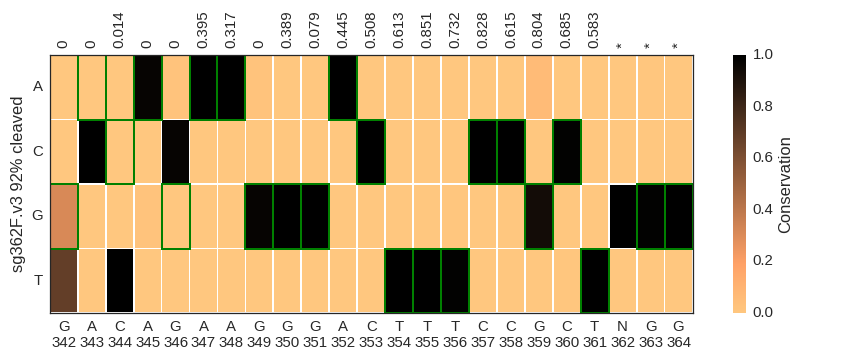 0 0 0.014 0 0 0.395 0.317 0 0.389 0.079 0.445 0.508 0.613 0.851 0.732 0.828 0.615 0.804 0.685 0.583 * * *
sg362F.v3 92% cleaved
A
C
G
T
G A C A G A A G G G A C T T T C C G C T N G G
342 343 344 345 346 347 348 349 350 351 352 353 354 355 356 357 358 359 360 361 362 363 364
1.0
0.8
0.6
0.4
0.2
0.0
Conservation